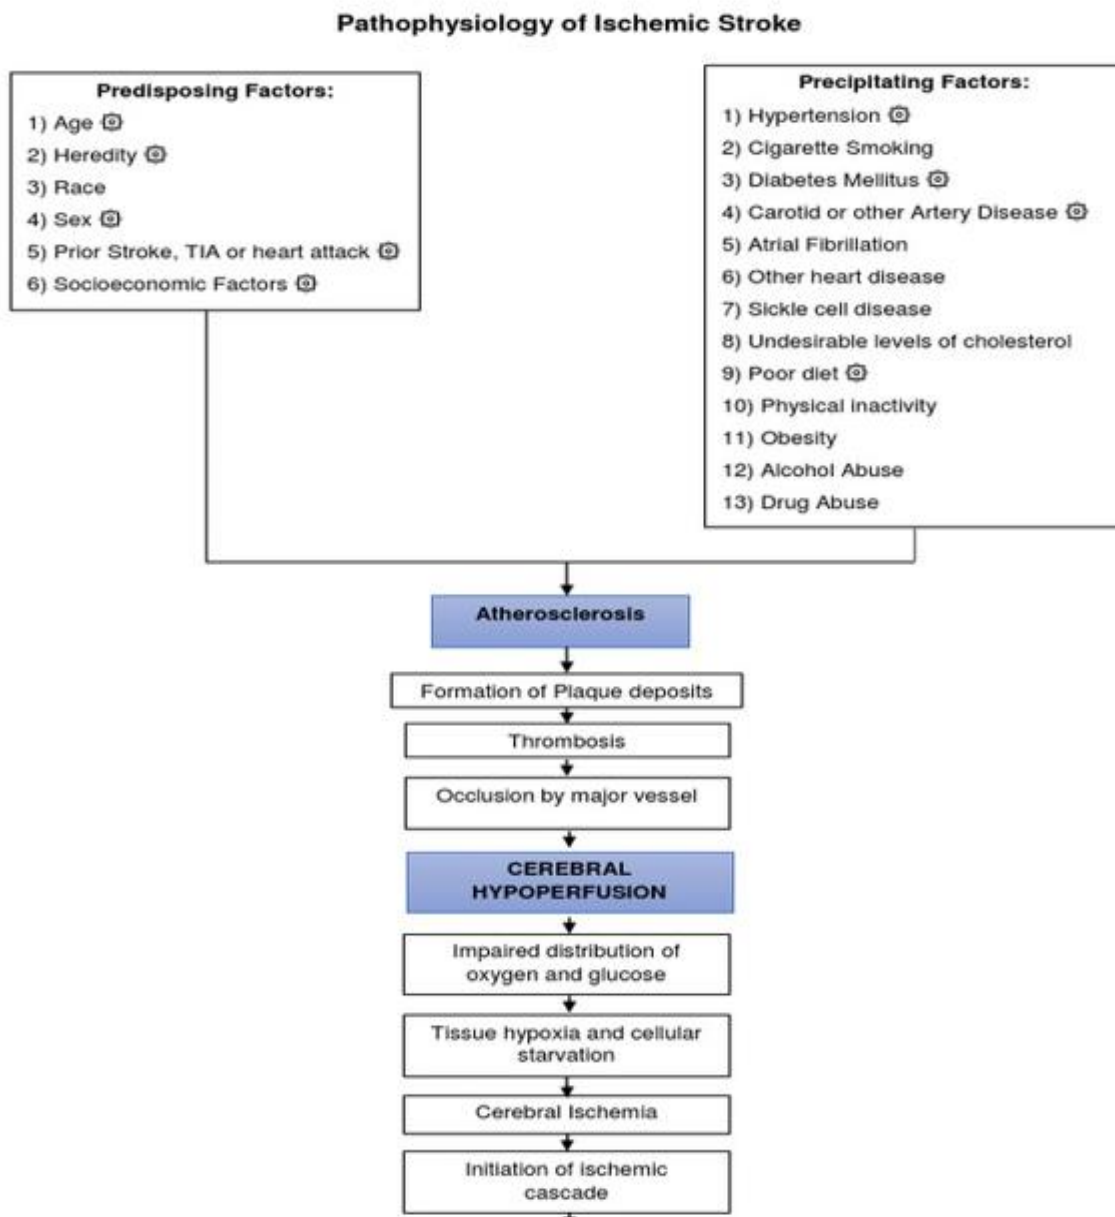 Pathophysiology of Ischemic Stroke
Predisposing Factors:
1) Age
2) Heredity
3) Race
4) Sex
5) Prior Stroke, TIA or heart attack
6) Socioeconomic Factors
Precipitating Factors:
1) Hypertension
2) Cigarette Smoking
3) Diabetes Mellitus
4) Carotid or other Artery Disease
5) Atrial Fibrillation
6) Other heart disease
7) Sickle cell disease
8) Undesirable levels of cholesterol
9) Poor diet
10) Physical inactivity
11) Obesity
12) Alcohol Abuse
13) Drug Abuse
Atherosclerosis
Formation of Plaque deposits
Thrombosis
Occlusion by major vessel
CEREBRAL
HYPOPERFUSION
Impaired distribution of
oxygen and glucose
Tissue hypoxia and cellular
starvation
Cerebral Ischemia
Initiation of ischemic
cascade